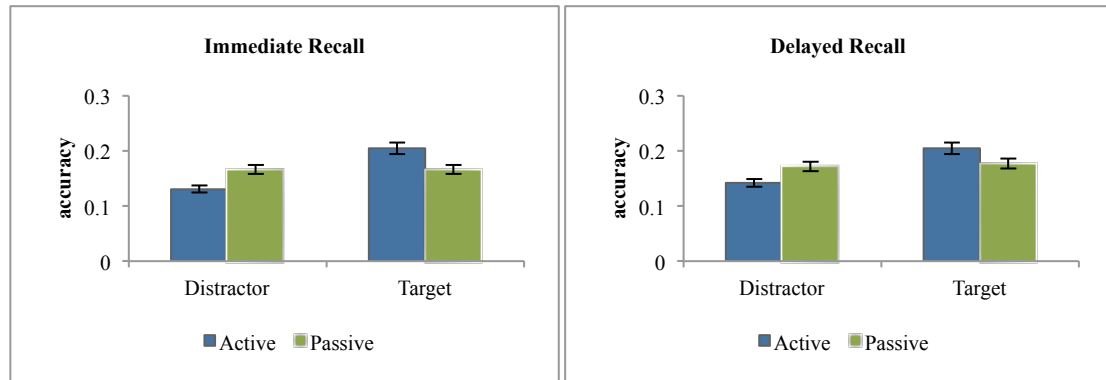 Immediate Recall
accuracy
0.3
0.2
0.1
0
Distractor Target
Active Passive
Delayed Recall
accuracy
0.3
0.2
0.1
0
Distractor Target
Active Passive